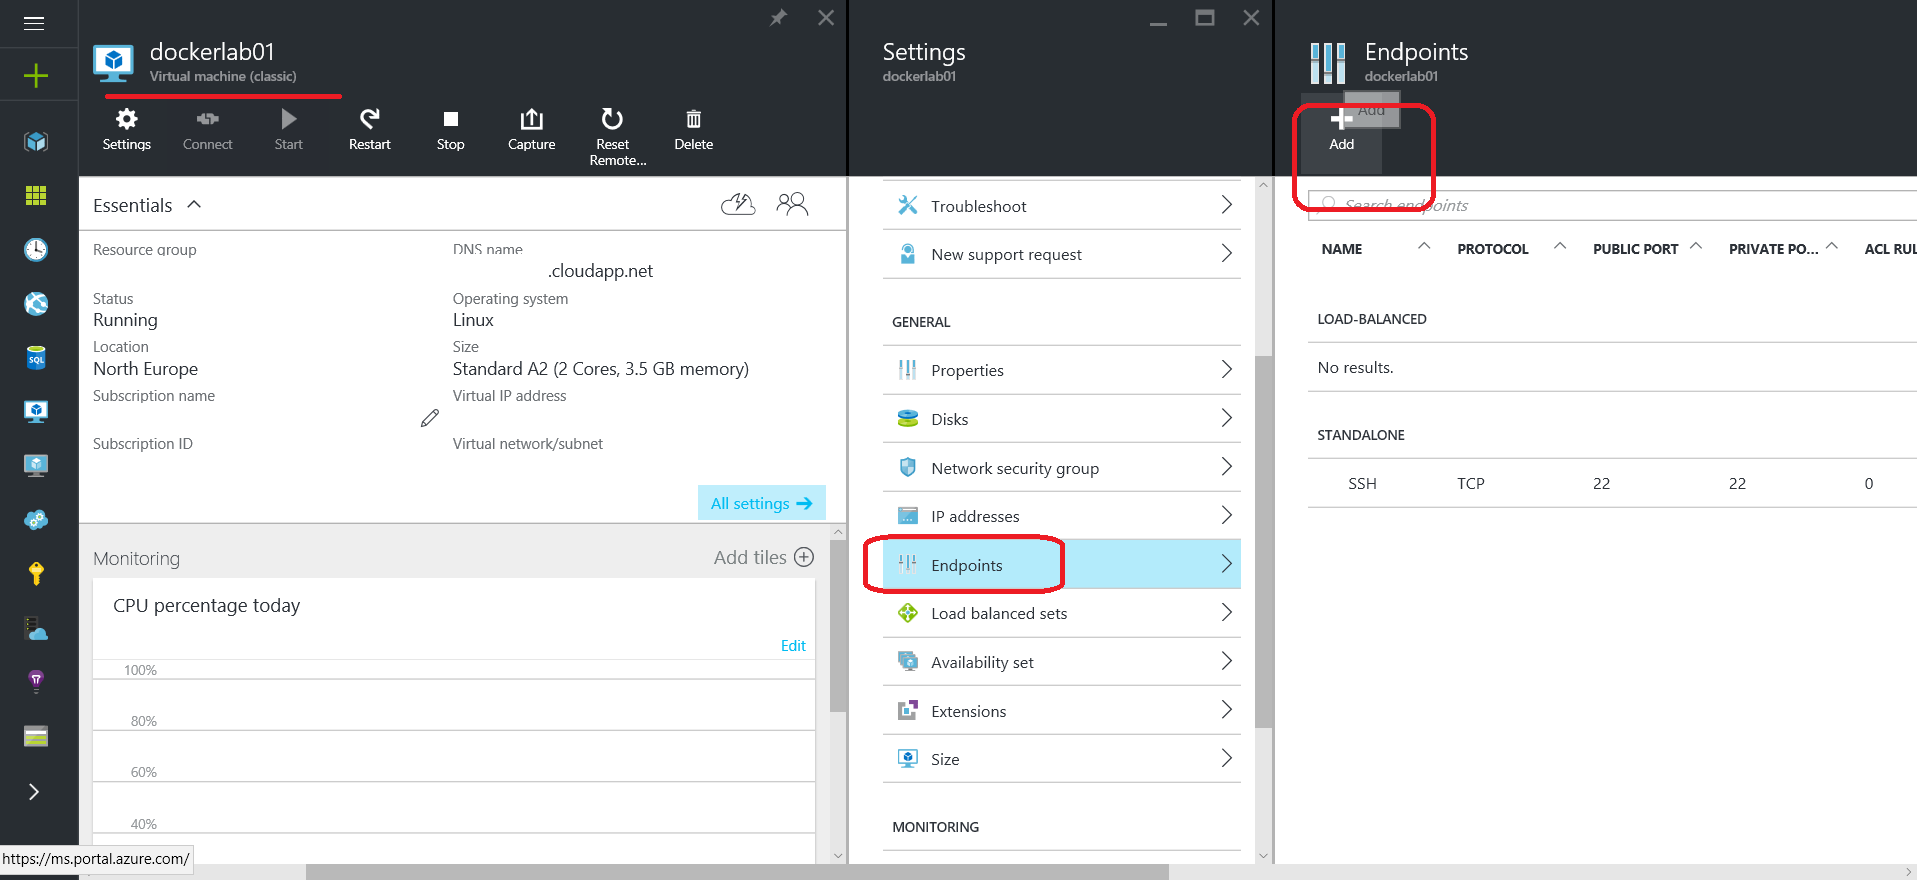 dockerlab01
Virtual machine (classic)
Settings
Connect
Start
Restart
Stop
Capture
Reset
Remote...
Delete
Essentials
Resource group
DNS name
.cloudapp.net
Status
Running
Operating system
Linux
Location
North Europe
Size
Standard A2 (2 Cores, 3.5 GB memory)
Subscription name
Virtual IP address
Subscription ID
Virtual network/subnet
All settings
Monitoring
Add tiles
CPU percentage today
Edit
100%
80%
60%
40%
https://ms.portal.azure.com/
SQL
Settings
dockerlab01
Troubleshoot
New support request
GENERAL
Properties
Disks
Network security group
IP addresses
Endpoints
Load balanced sets
Availability set
Extensions
Size
MONITORING
Endpoints
dockerlab01
Add
Add
Search endpoints
NAME PROTOCOL PUBLIC PORT PRIVATE PO... ACL RUL
LOAD-BALANCED
No results.
STANDALONE
SSH TCP 22 22 0